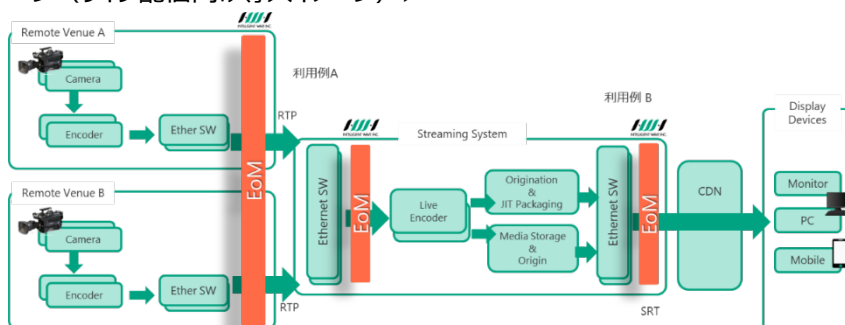 Remote Venue A
Camera
Encoder
Ether SW
EoM
RTP
利用例A
Remote Venue B
Camera
Encoder
Ether SW
RTP
Streaming System
Ethernet SW
EoM
Live
Encoder
Origination
&
JIT Packaging
Media Storage
&
Origin
Ethernet SW
利用例 B
EoM
SRT
CDN
Display
Devices
Monitor
PC
Mobile